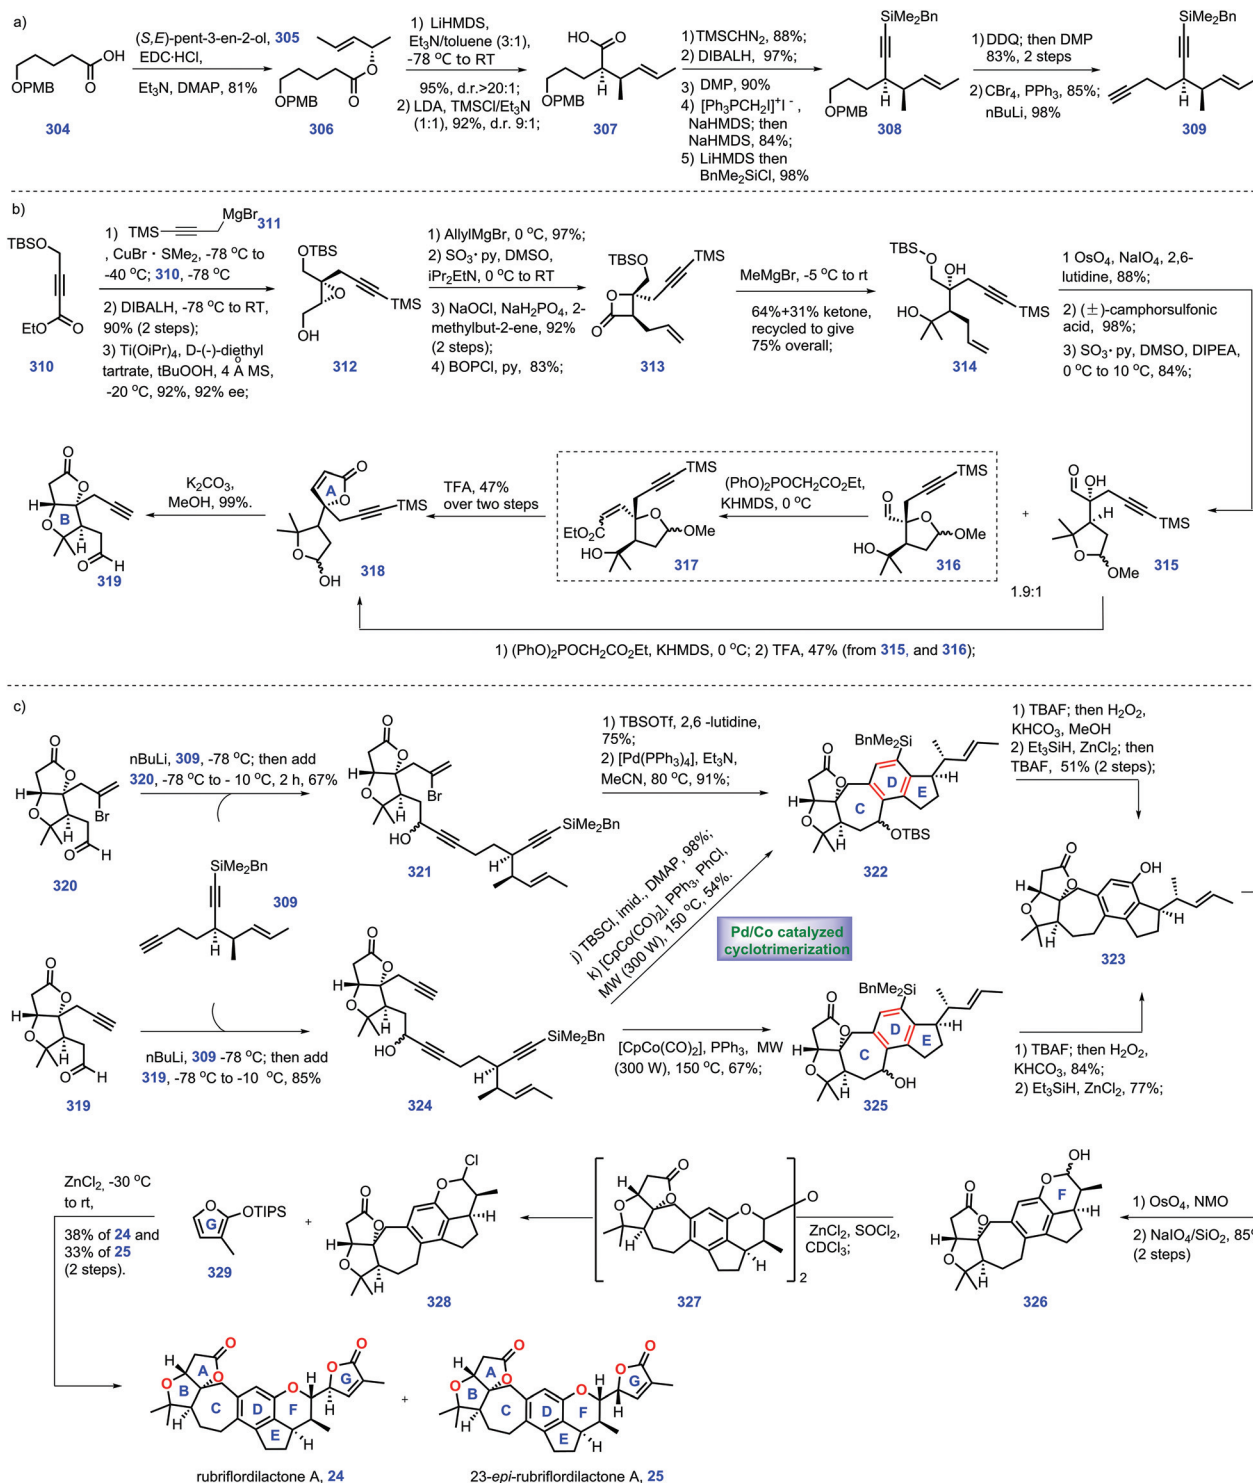 a)
(S,E)-pent-3-en-2-ol, 305
EDC·HCl,
Et₃N, DMAP, 81%
OH
O
OPMB
304
O
O
OPMB
306
1) LiHMDS,
Et₃N/toluene (3:1),
-78 °C to RT
95%, d.r.>20:1;
2) LDA, TMSCl/Et₃N
(1:1), 92%, d.r. 9:1;
HO
O
H
OPMB
307
1)TMSCHN₂, 88%;
2) DIBALH, 97%;
3) DMP, 90%
4) [Ph₃PCH₂I]⁺I⁻,
NaHMDS; then
NaHMDS, 84%;
5) LiHMDS then
BnMe₂SiCl, 98%
SiMe₂Bn
H
OPMB
308
1) DDQ; then DMP
83%, 2 steps
2) CBr₄, PPh₃, 85%;
nBuLi, 98%
SiMe₂Bn
H
309
b)
TBSO
EtO
O
310
1)
TMS
MgBr
311
, CuBr · SMe₂, -78 °C to
-40 °C; 310, -78 °C
2) DIBALH, -78 °C to RT,
90% (2 steps);
3) Ti(OiPr)₄, D-(-)-diethyl
tartrate, tBuOOH, 4 Å MS,
-20 °C, 92%, 92% ee;
OTBS
O
TMS
HO
312
1) AllylMgBr, 0 °C, 97%;
2) SO₃· py, DMSO,
iPr₂EtN, 0 °C to RT
3) NaOCl, NaH₂PO₄, 2-
methylbut-2-ene, 92%
(2 steps);
4) BOPCl, py, 83%;
TBSO
TMS
O
O
313
MeMgBr, -5 °C to rt
64%+31% ketone,
recycled to give
75% overall;
TBSO
OH
TMS
HO
314
1 OsO₄, NaIO₄, 2,6-
lutidine, 88%;
2) (±)-camphorsulfonic
acid, 98%;
3) SO₃· py, DMSO, DIPEA,
0 °C to 10 °C, 84%;
O
H
O
O
B
O
H
O
H
319
K₂CO₃,
MeOH, 99%.
O
A
O
TMS
O
OH
318
TFA, 47%
over two steps
TMS
EtO₂C
O
OMe
HO
317
(PhO)₂POCH₂CO₂Et,
KHMDS, 0 °C
TMS
O
O
OMe
HO
316
+
1.9:1
O
OH
H
TMS
O
OMe
315
1) (PhO)₂POCH₂CO₂Et, KHMDS, 0 °C; 2) TFA, 47% (from 315, and 316);
c)
O
H
O
O
Br
H
O
H
320
nBuLi, 309, -78 °C; then add
320, -78 °C to - 10 °C, 2 h, 67%
SiMe₂Bn
309
H
O
H
O
O
H
O
H
319
nBuLi, 309 -78 °C; then add
319, -78 °C to -10 °C, 85%
O
H
O
O
Br
H
HO
SiMe₂Bn
H
321
O
H
O
O
H
HO
SiMe₂Bn
H
324
1) TBSOTf, 2,6 -lutidine,
75%;
2) [Pd(PPh₃)₄], Et₃N,
MeCN, 80 °C, 91%;
j) TBSCl, imid., DMAP, 98%;
k) [CpCo(CO)₂], PPh₃, PhCl,
MW (300 W), 150 °C, 54%.
Pd/Co catalyzed
cyclotrimerization
[CpCo(CO)₂], PPh₃, MW
(300 W), 150 °C, 67%;
BnMe₂Si
O
O
H
D
E
H
C
O
H
OTBS
322
BnMe₂Si
O
O
H
D
E
H
C
O
H
OH
325
1) TBAF; then H₂O₂,
KHCO₃, MeOH
2) Et₃SiH, ZnCl₂; then
TBAF, 51% (2 steps);
O
O
OH
H
O
H
H
323
1) TBAF; then H₂O₂,
KHCO₃, 84%;
2) Et₃SiH, ZnCl₂, 77%;
ZnCl₂, -30 °C
to rt,
38% of 24 and
33% of 25
(2 steps).
O
G
OTIPS
329
+
Cl
O
O
O
H
O
H
H
328
O
O
H
O
H
O
H
O
2
327
ZnCl₂, SOCl₂,
CDCl₃;
OH
O
F
O
O
H
O
H
H
326
1) OsO₄, NMO
2) NaIO₄/SiO₂, 85%
(2 steps)
O
H
A
O
O
B
C
D
E
F
O
H
O
G
O
H
H
H
rubriflordilactone A, 24
+
O
H
A
O
O
B
C
D
E
F
O
H
O
G
O
H
H
H
23-epi-rubriflordilactone A, 25